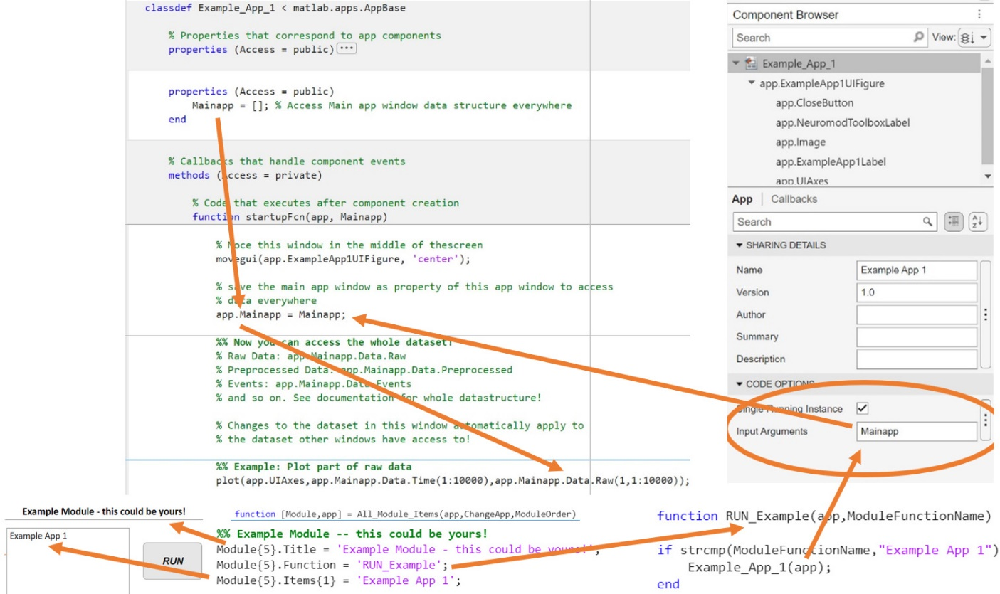 classdef Example_App_1 < matlab.apps.AppBase
% Properties that correspond to app components
properties (Access = public) •••
properties (Access = public)
Mainapp = []; % Access Main app window data structure everywhere
end
% Callbacks that handle component events
methods (Access = private)
% Code that executes after component creation
function startupFcn(app, Mainapp)
% Moce this window in the middle of thescreen
movegui(app.ExampleApp1UIFigure, 'center');
% save the main app window as property of this app window to access
% data everywhere
app.Mainapp = Mainapp;
%% Now you can access the whole dataset!
% Raw Data: app.Mainapp.Data.Raw
% Preprocessed Data: app.Mainapp.Data.Preprocessed
% Events: app.Mainapp.Data.Events
% and so on. See documentation for whole datastructure!
% Changes to the dataset in this window automatically apply to
% the dataset other windows have access to!
%% Example: Plot part of raw data
plot(app.UIAxes,app.Mainapp.Data.Time(1:10000),app.Mainapp.Data.Raw(1,1:10000));
Component Browser
Search
View:
Example_App_1
app.ExampleApp1UIFigure
app.CloseButton
app.NeuromodToolboxLabel
app.Image
app.ExampleApp1Label
app.UIAxes
App | Callbacks
Search
SHARING DETAILS
Name Example App 1
Version 1.0
Author
Summary
Description
CODE OPTIONS
Single Running Instance
Input Arguments Mainapp
Example Module - this could be yours!
Example App 1
RUN
function [Module,app] = All_Module_Items(app,ChangeApp,ModuleOrder)
%% Example Module -- this could be yours!
Module{5}.Title = 'Example Module - this could be yours!';
Module{5}.Function = 'RUN_Example';
Module{5}.Items{1} = 'Example App 1';
function RUN_Example(app,ModuleFunctionName)
if strcmp(ModuleFunctionName,"Example App 1")
Example_App_1(app);
end